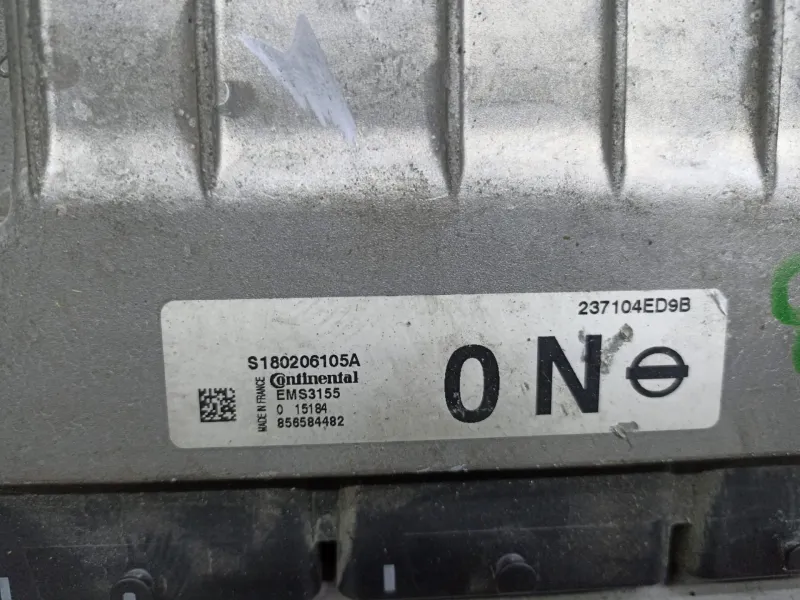 237104ED9B
S180206105A
MADE IN FRANCE
Continental
EMS3155
0 15184
856584482
0N